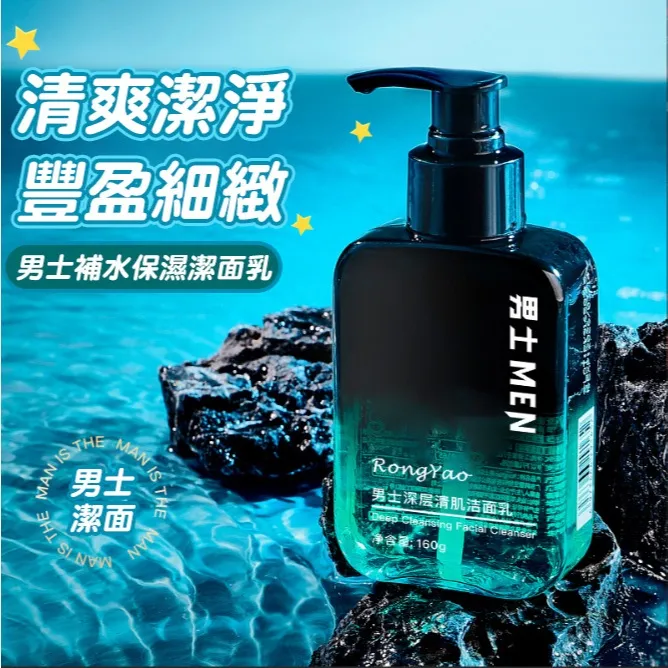 清爽潔淨
豐盈細緻
男士補水保濕潔面乳
男士MEN
MAN IS THE MAN IS THE MAN IS THE MAN
男士
潔面
RongYao
男士深层清肌洁面乳
Deep Cleansing Facial Cleanser
净含量: 160g